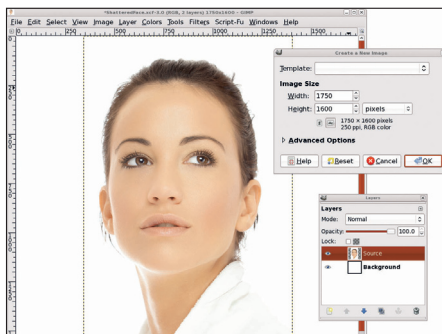 *ShatteredFace.xcf-5.0 (RGB, 2 layers) 1750x1600 – GIMP
File Edit Select View Image Layer Colors Tools Filters Script-Fu Windows Help
0 250 500 750 1000 1250 1500
Create a New Image
Template:
Image Size
Width: 1750
Height: 1600 pixels
1750 × 1600 pixels
250 ppi, RGB color
Advanced Options
Help Reset Cancel OK
Layers
Layers
Mode: Normal
Opacity: 100.0
Lock:
Source
Background